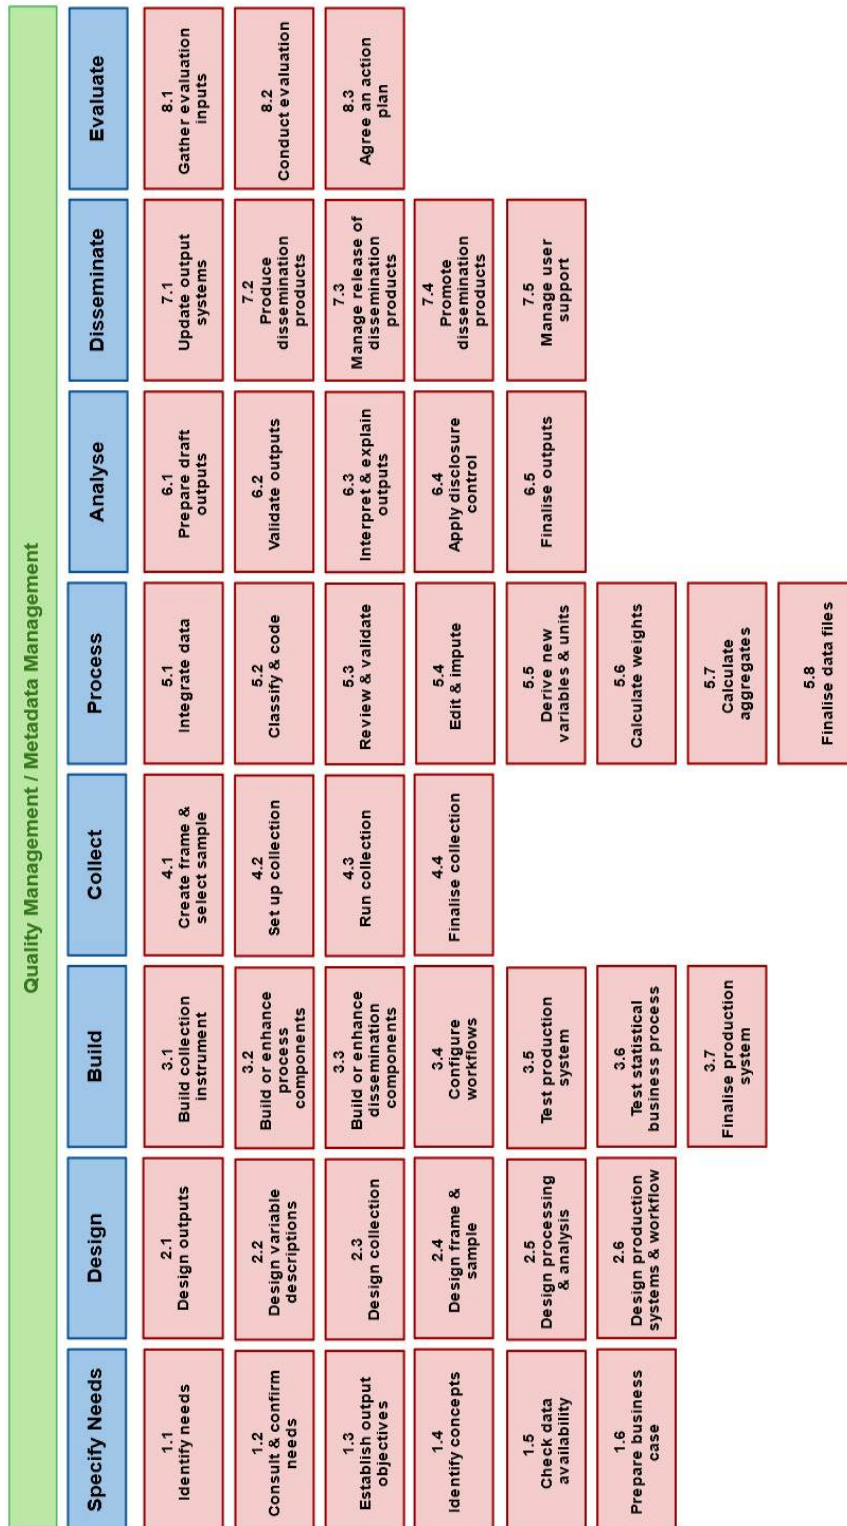 Quality Management / Metadata Management
Specify Needs
Design
Build
Collect
Process
Analyse
Disseminate
Evaluate
1.1
Identify needs
1.2
Consult & confirm
needs
1.3
Establish output
objectives
1.4
Identify concepts
1.5
Check data
availability
1.6
Prepare business
case
2.1
Design outputs
2.2
Design variable
descriptions
2.3
Design collection
2.4
Design frame &
sample
2.5
Design processing
& analysis
2.6
Design production
systems & workflow
3.1
Build collection
instrument
3.2
Build or enhance
process
components
3.3
Build or enhance
dissemination
components
3.4
Configure
workflows
3.5
Test production
system
3.6
Test statistical
business process
3.7
Finalise production
system
4.1
Create frame &
select sample
4.2
Set up collection
4.3
Run collection
4.4
Finalise collection
5.1
Integrate data
5.2
Classify & code
5.3
Review & validate
5.4
Edit & impute
5.5
Derive new
variables & units
5.6
Calculate weights
5.7
Calculate
aggregates
5.8
Finalise data files
6.1
Prepare draft
outputs
6.2
Validate outputs
6.3
Interpret & explain
outputs
6.4
Apply disclosure
control
6.5
Finalise outputs
7.1
Update output
systems
7.2
Produce
dissemination
products
7.3
Manage release of
dissemination
products
7.4
Promote
dissemination
products
7.5
Manage user
support
8.1
Gather evaluation
inputs
8.2
Conduct evaluation
8.3
Agree an action
plan